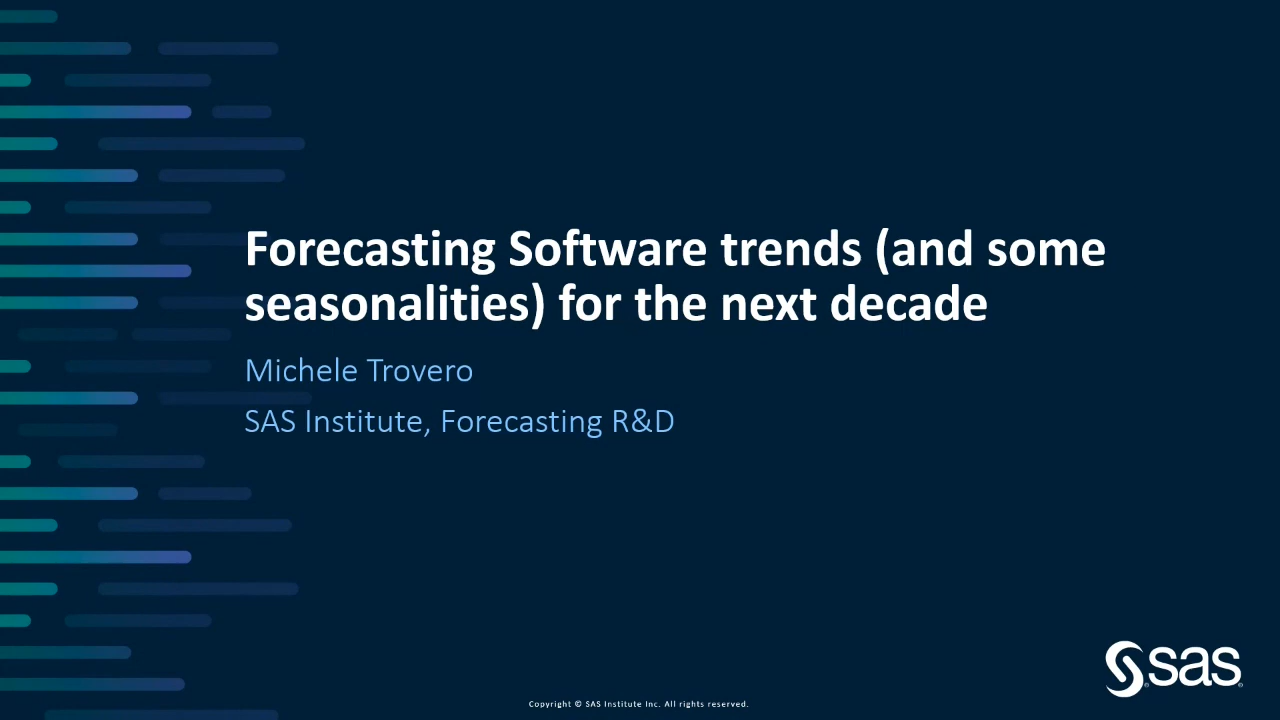 Forecasting Software trends (and some
seasonalities) for the next decade
Michele Trovero
SAS Institute, Forecasting R&D
sas
Copyright © SAS Institute Inc. All rights reserved.